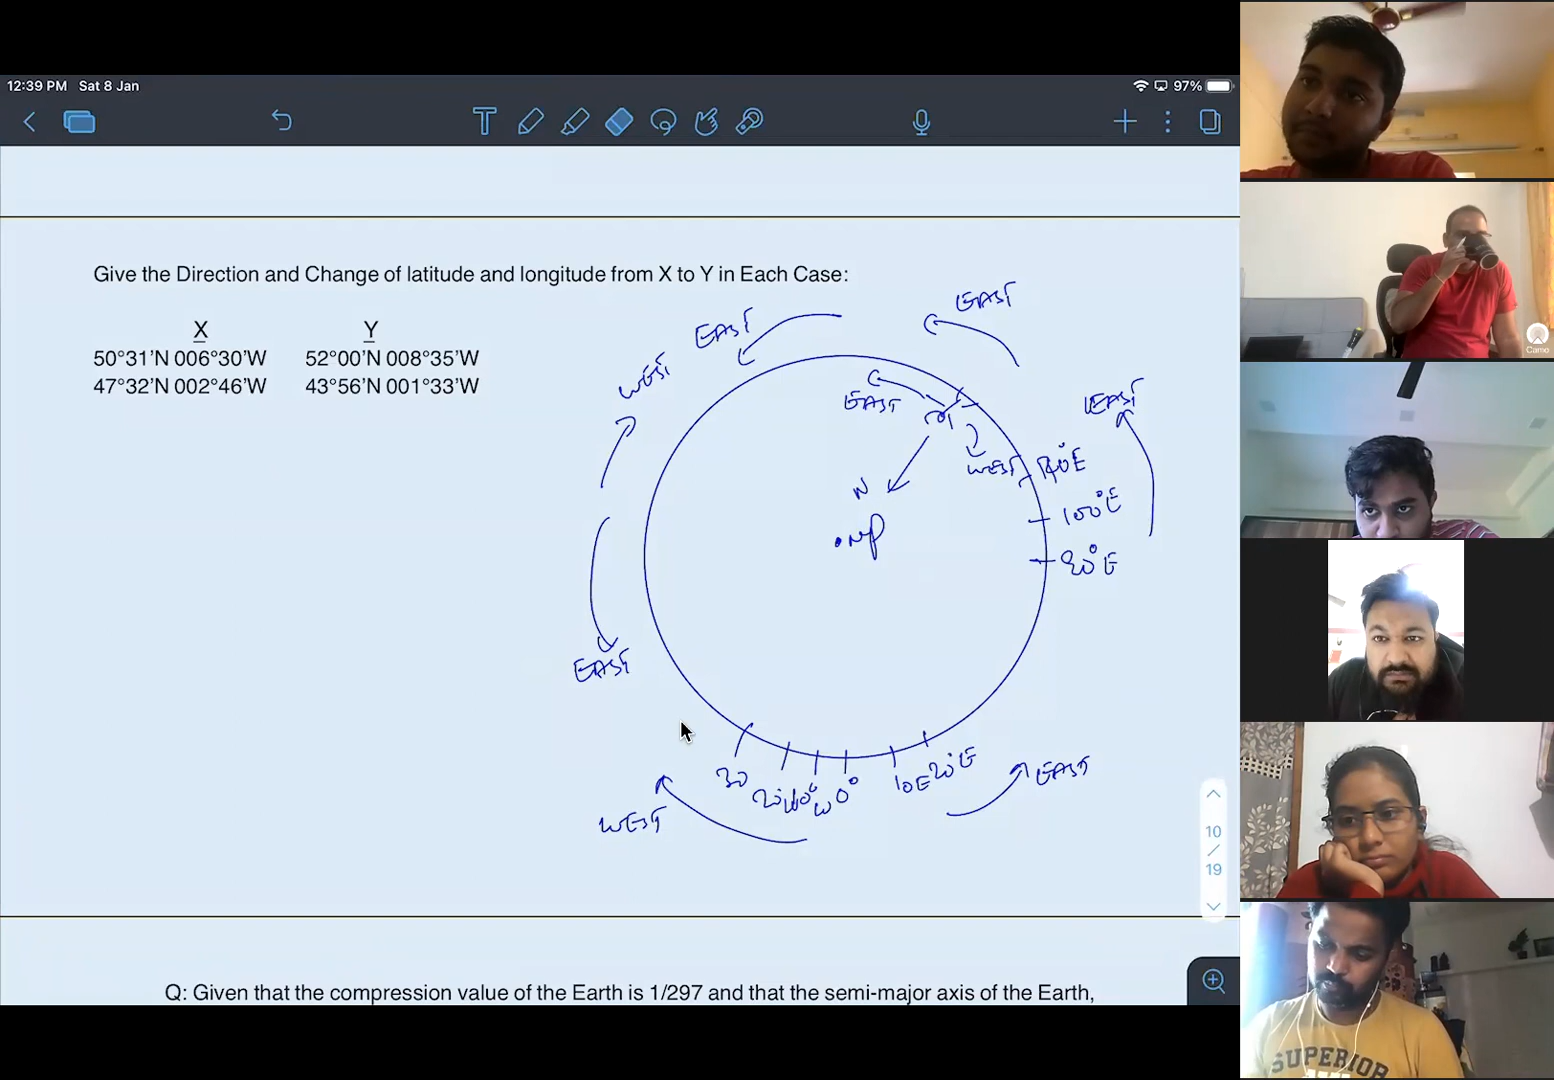 12:39 PM Sat 8 Jan
97%
Give the Direction and Change of latitude and longitude from X to Y in Each Case:
X Y
50°31'N 006°30'W 52°00'N 008°35'W
47°32'N 002°46'W 43°56'N 001°33'W
EAST
EAST
WEST
EAST
EAST
WEST
N
.NP
100°E
90°E
EAST
30
20°W
10°W
0°
10E
20°E
EAST
WEST
10
/
19
Q: Given that the compression value of the Earth is 1/297 and that the semi-major axis of the Earth,
Camo
SUPERIOR